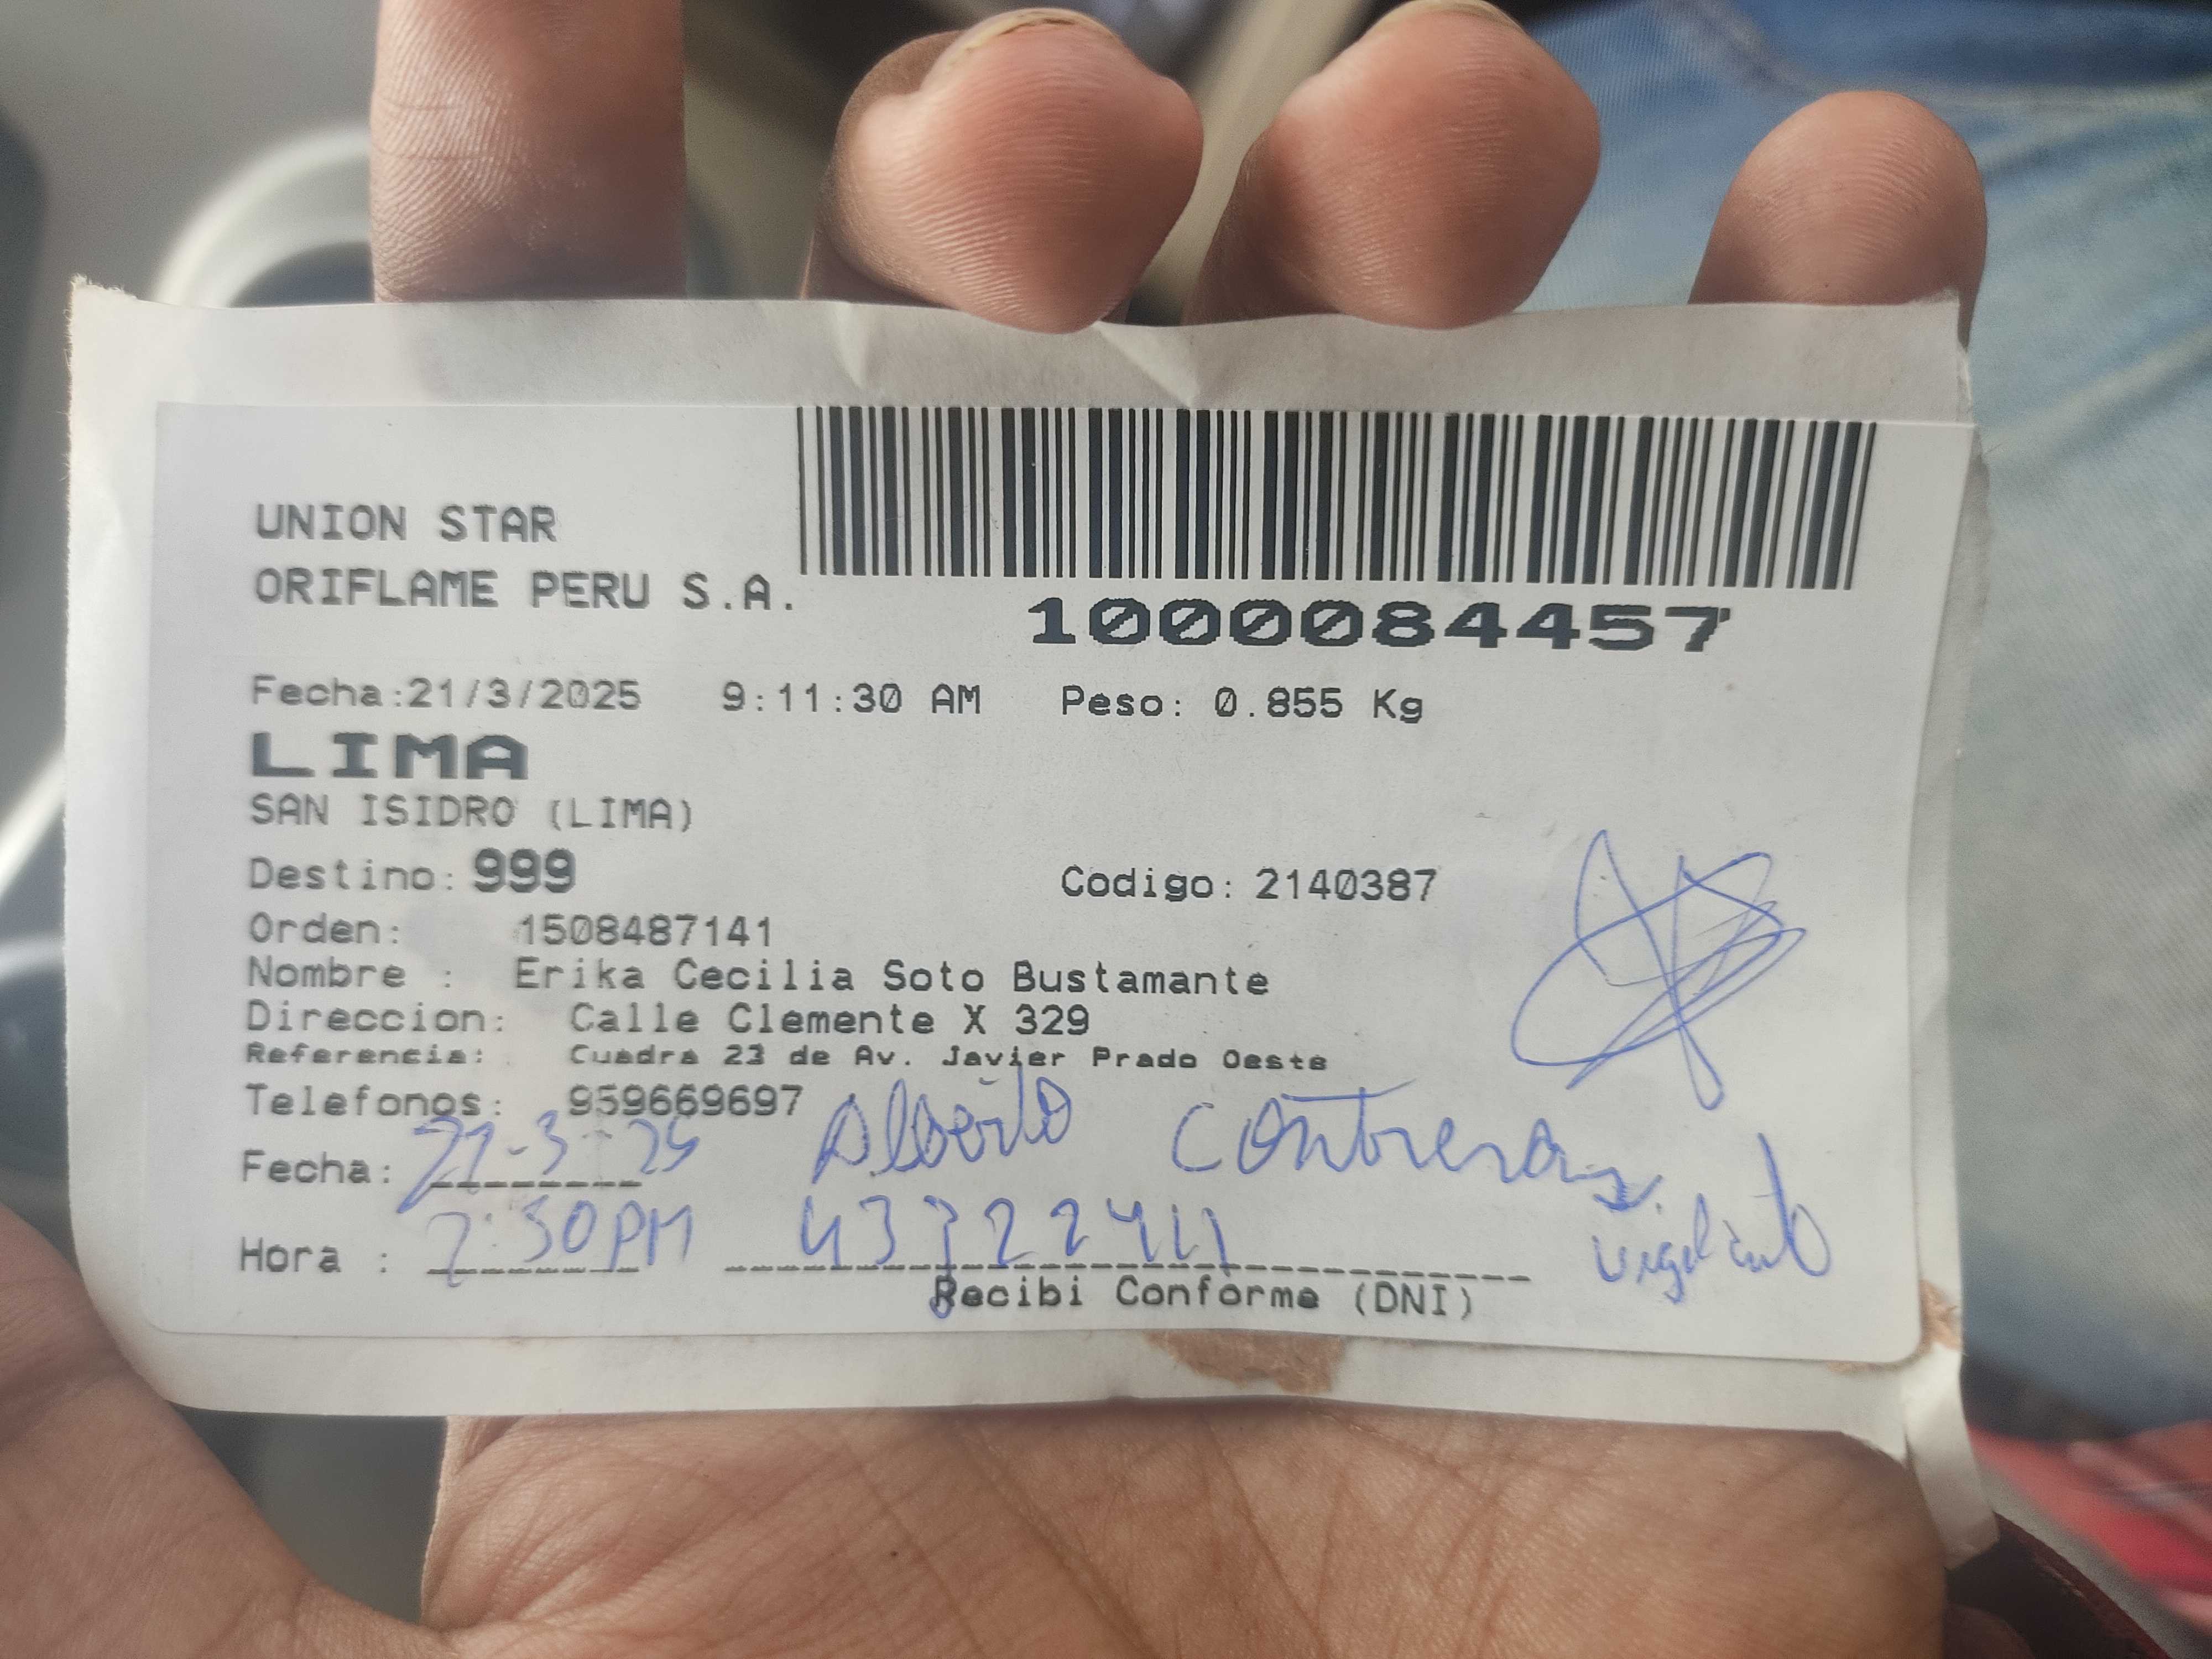 UNION STAR
ORIFLAME PERU S.A.
1000084457
Fecha:21/3/2025 9:11:30 AM Peso: 0.855 Kg
LIMA
SAN ISIDRO (LIMA)
Destino: 999 Codigo: 2140387
Orden: 1508487141
Nombre : Erika Cecilia Soto Bustamante
Direccion: Calle Clemente X 329
Referencia: Cuadra 23 de Av. Javier Prado Oeste
Telefonos: 959669697
Fecha: 21-3-25 Alberto Contreras
Hora : 2:30PM vigilante
Recibi Conforme (DNI)